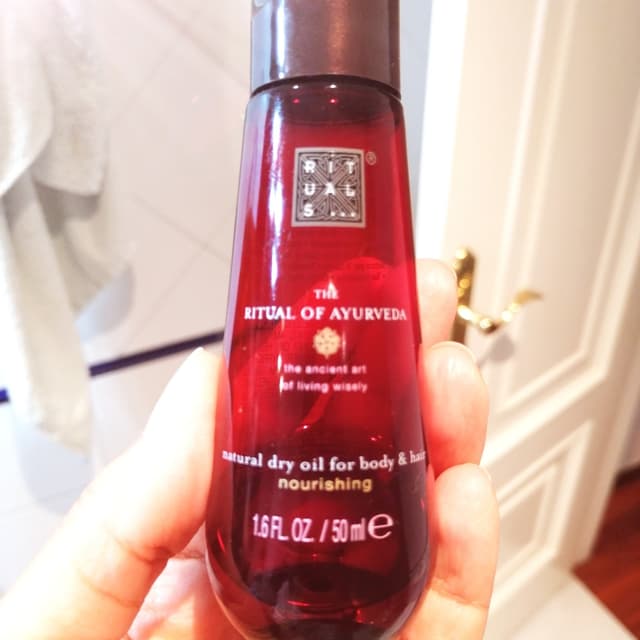 RIT
UAL
S...
®
THE
RITUAL OF AYURVEDA
the ancient art
of living wisely
natural dry oil for body & hair
nourishing
1.6 FL. OZ. / 50 ml e